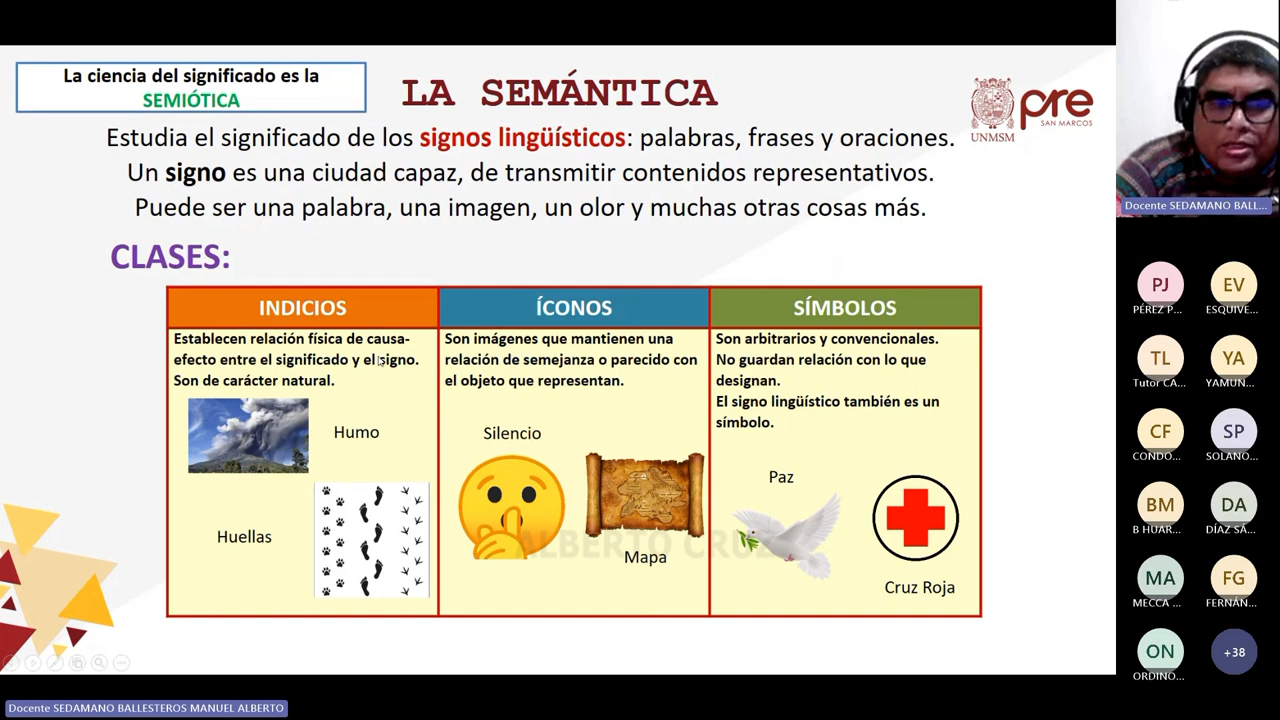 La ciencia del significado es la
SEMIÓTICA
LA SEMÁNTICA
UNMSM
pre
SAN MARCOS
Estudia el significado de los signos lingüísticos: palabras, frases y oraciones.
Un signo es una ciudad capaz, de transmitir contenidos representativos.
Puede ser una palabra, una imagen, un olor y muchas otras cosas más.
CLASES:
INDICIOS
Establecen relación física de causa-
efecto entre el significado y el signo.
Son de carácter natural.
Humo
Huellas
ÍCONOS
Son imágenes que mantienen una
relación de semejanza o parecido con
el objeto que representan.
Silencio
Mapa
SÍMBOLOS
Son arbitrarios y convencionales.
No guardan relación con lo que
designan.
El signo lingüístico también es un
símbolo.
Paz
Cruz Roja
ALBERTO CRUZ
Docente SEDAMANO BALLESTEROS MANUEL ALBERTO
Docente SEDAMANO BALL...
PJ
PÉREZ P...
EV
ESQUIVE...
TL
Tutor CA...
YA
YAMUN...
CF
CONDO...
SP
SOLANO...
BM
B HUAR...
DA
DÍAZ SÁ...
MA
MECCA ...
FG
FERNÁN...
ON
ORDINO...
+38